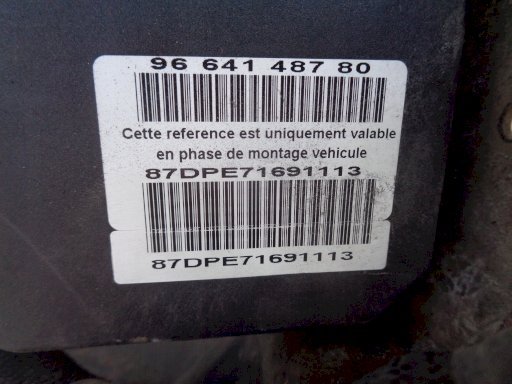 96 641 487 80
Cette reference est uniquement valable
en phase de montage vehicule
87DPE71691113
87DPE71691113